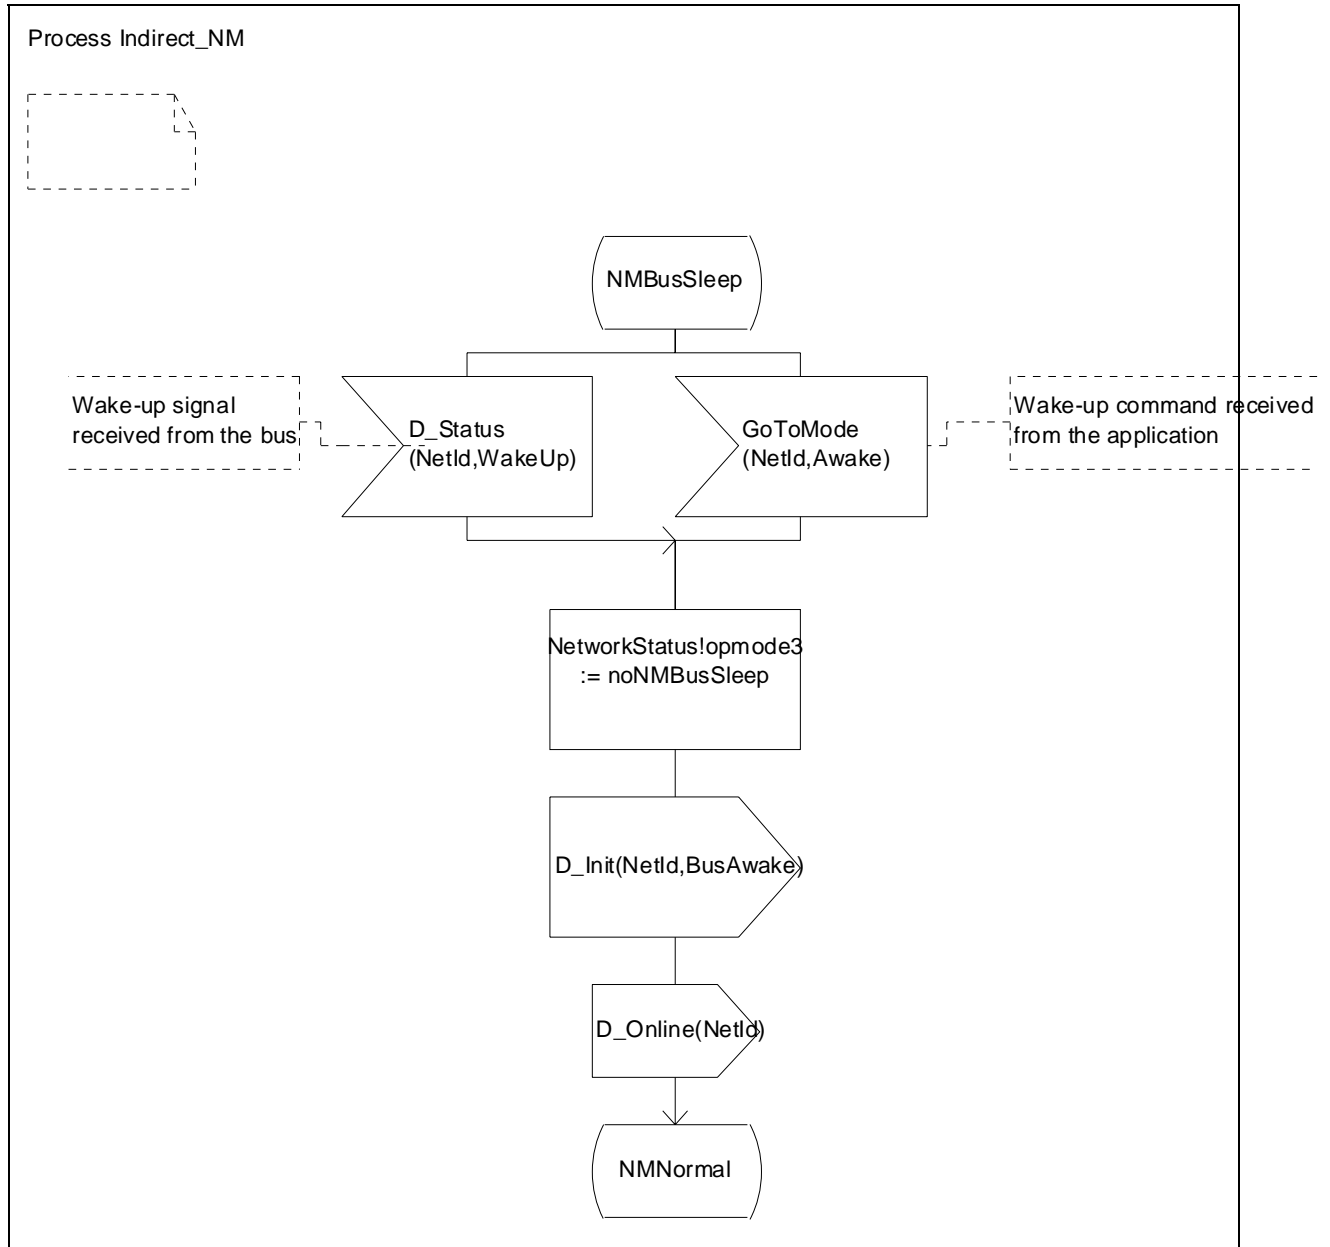 Process Indirect_NM
NMBusSleep
Wake-up signal
received from the bus
D_Status
(NetId,WakeUp)
GoToMode
(NetId,Awake)
Wake-up command received
from the application
NetworkStatus!opmode3
:= noNMBusSleep
D_Init(NetId,BusAwake)
D_Online(NetId)
NMNormal